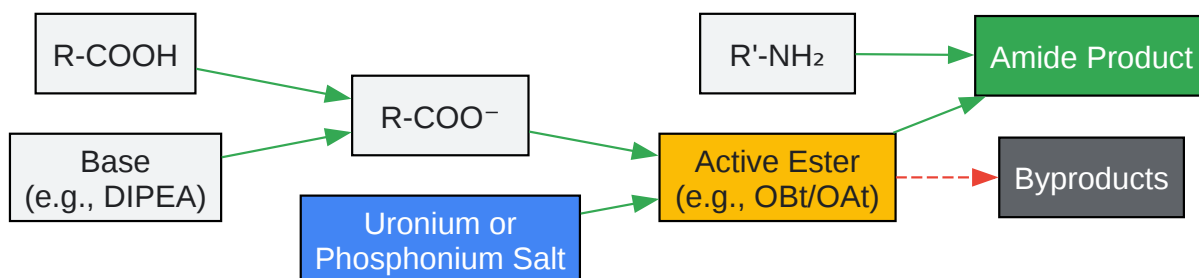 R-COOH
Base
(e.g., DIPEA)
R-COO⁻
Uronium or
Phosphonium Salt
R'-NH₂
Active Ester
(e.g., OBt/OAt)
Amide Product
Byproducts